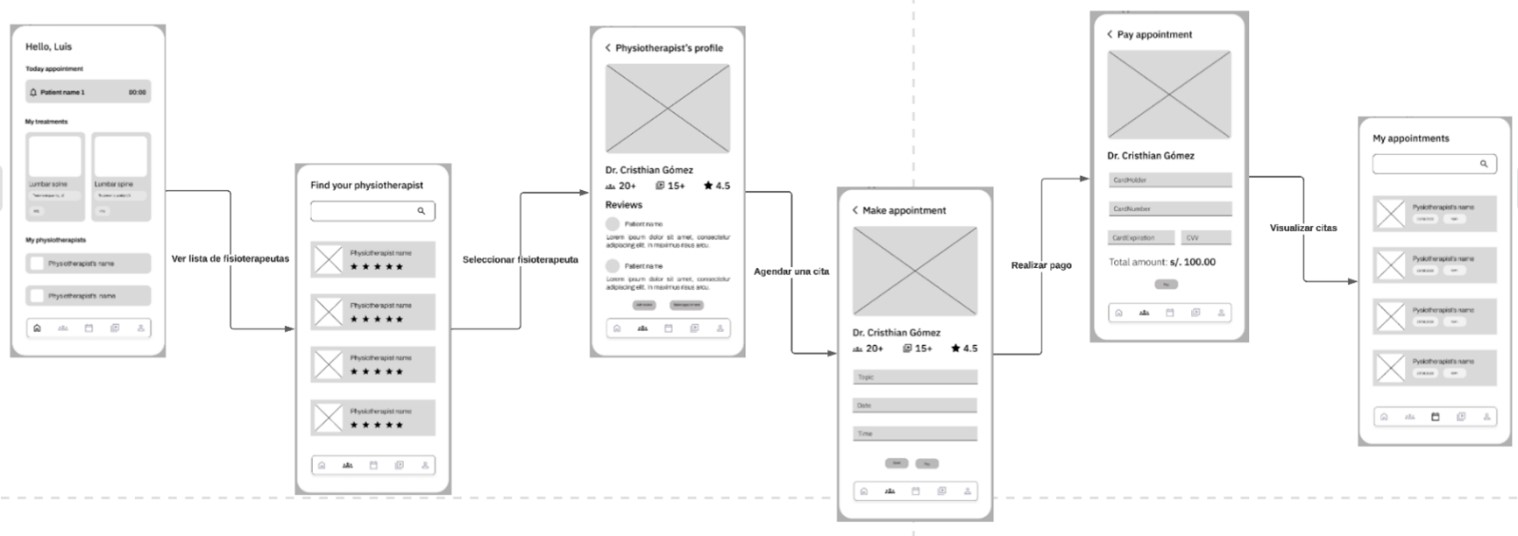 Hello, Luis
Today appointment
Patient name 1 00:00
My treatments
Lumbar spine Lumbar spine
My physiotherapists
Physiotherapist's name
Physiotherapist's name
Ver lista de fisioterapeutas
Find your physiotherapist
Physiotherapist name
Physiotherapist name
Physiotherapist name
Physiotherapist name
Seleccionar fisioterapeuta
Physiotherapist's profile
Dr. Cristhian Gómez
20+ 15+ 4.5
Reviews
Patient name
Lorem ipsum dolor sit amet, consectetur
adipiscing elit. In maximus risus arcu.
Patient name
Lorem ipsum dolor sit amet, consectetur
adipiscing elit. In maximus risus arcu.
Agendar una cita
Make appointment
Dr. Cristhian Gómez
20+ 15+ 4.5
Topic
Date
Time
Pay
Realizar pago
Pay appointment
Dr. Cristhian Gómez
CardHolder
CardNumber
CardExpiration CVV
Total amount: s/. 100.00
Pay
Visualizar citas
My appointments
Pysiotherapist's name
Pysiotherapist's name
Pysiotherapist's name
Pysiotherapist's name